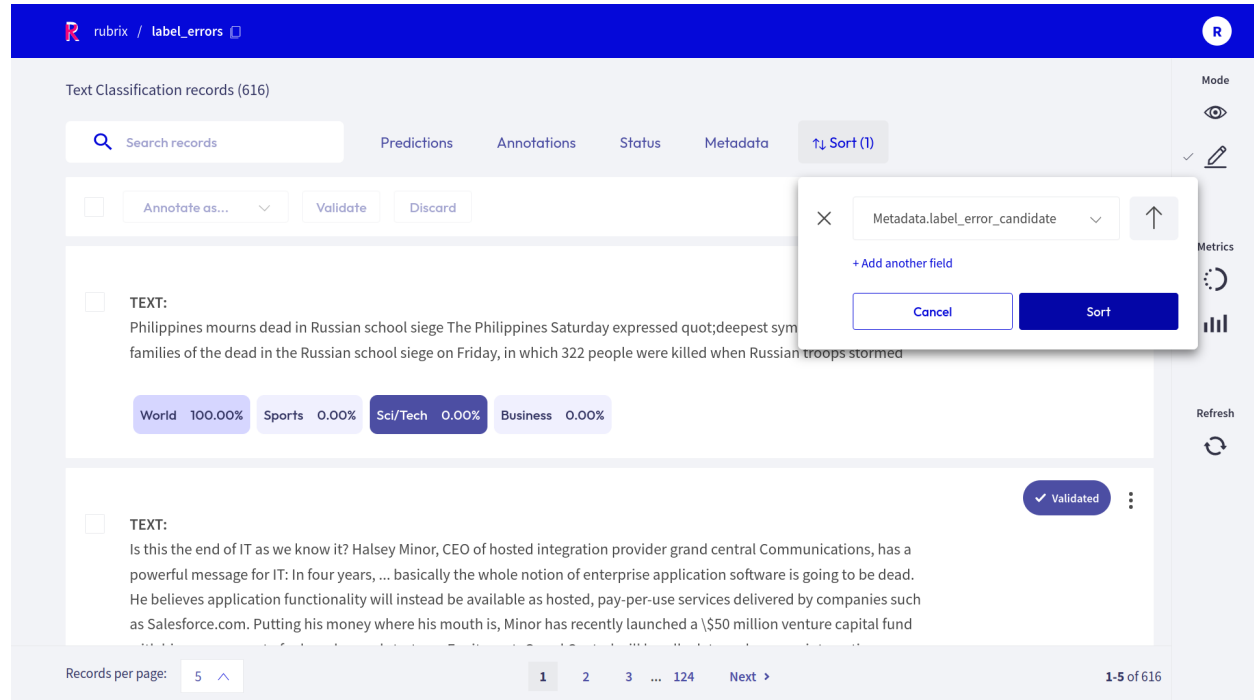 R rubrix / label_errors
R
Text Classification records (616)
Mode
Search records
Predictions
Annotations
Status
Metadata
Sort (1)
Annotate as...
Validate
Discard
Metadata.label_error_candidate
+ Add another field
Cancel
Sort
Metrics
TEXT:
Philippines mourns dead in Russian school siege The Philippines Saturday expressed quot;deepest sym
families of the dead in the Russian school siege on Friday, in which 322 people were killed when Russian troops stormed
World 100.00% Sports 0.00% Sci/Tech 0.00% Business 0.00%
Refresh
Validated
TEXT:
Is this the end of IT as we know it? Halsey Minor, CEO of hosted integration provider grand central Communications, has a
powerful message for IT: In four years, ... basically the whole notion of enterprise application software is going to be dead.
He believes application functionality will instead be available as hosted, pay-per-use services delivered by companies such
as Salesforce.com. Putting his money where his mouth is, Minor has recently launched a \$50 million venture capital fund
Records per page: 5
1 2 3 ... 124 Next >
1-5 of 616